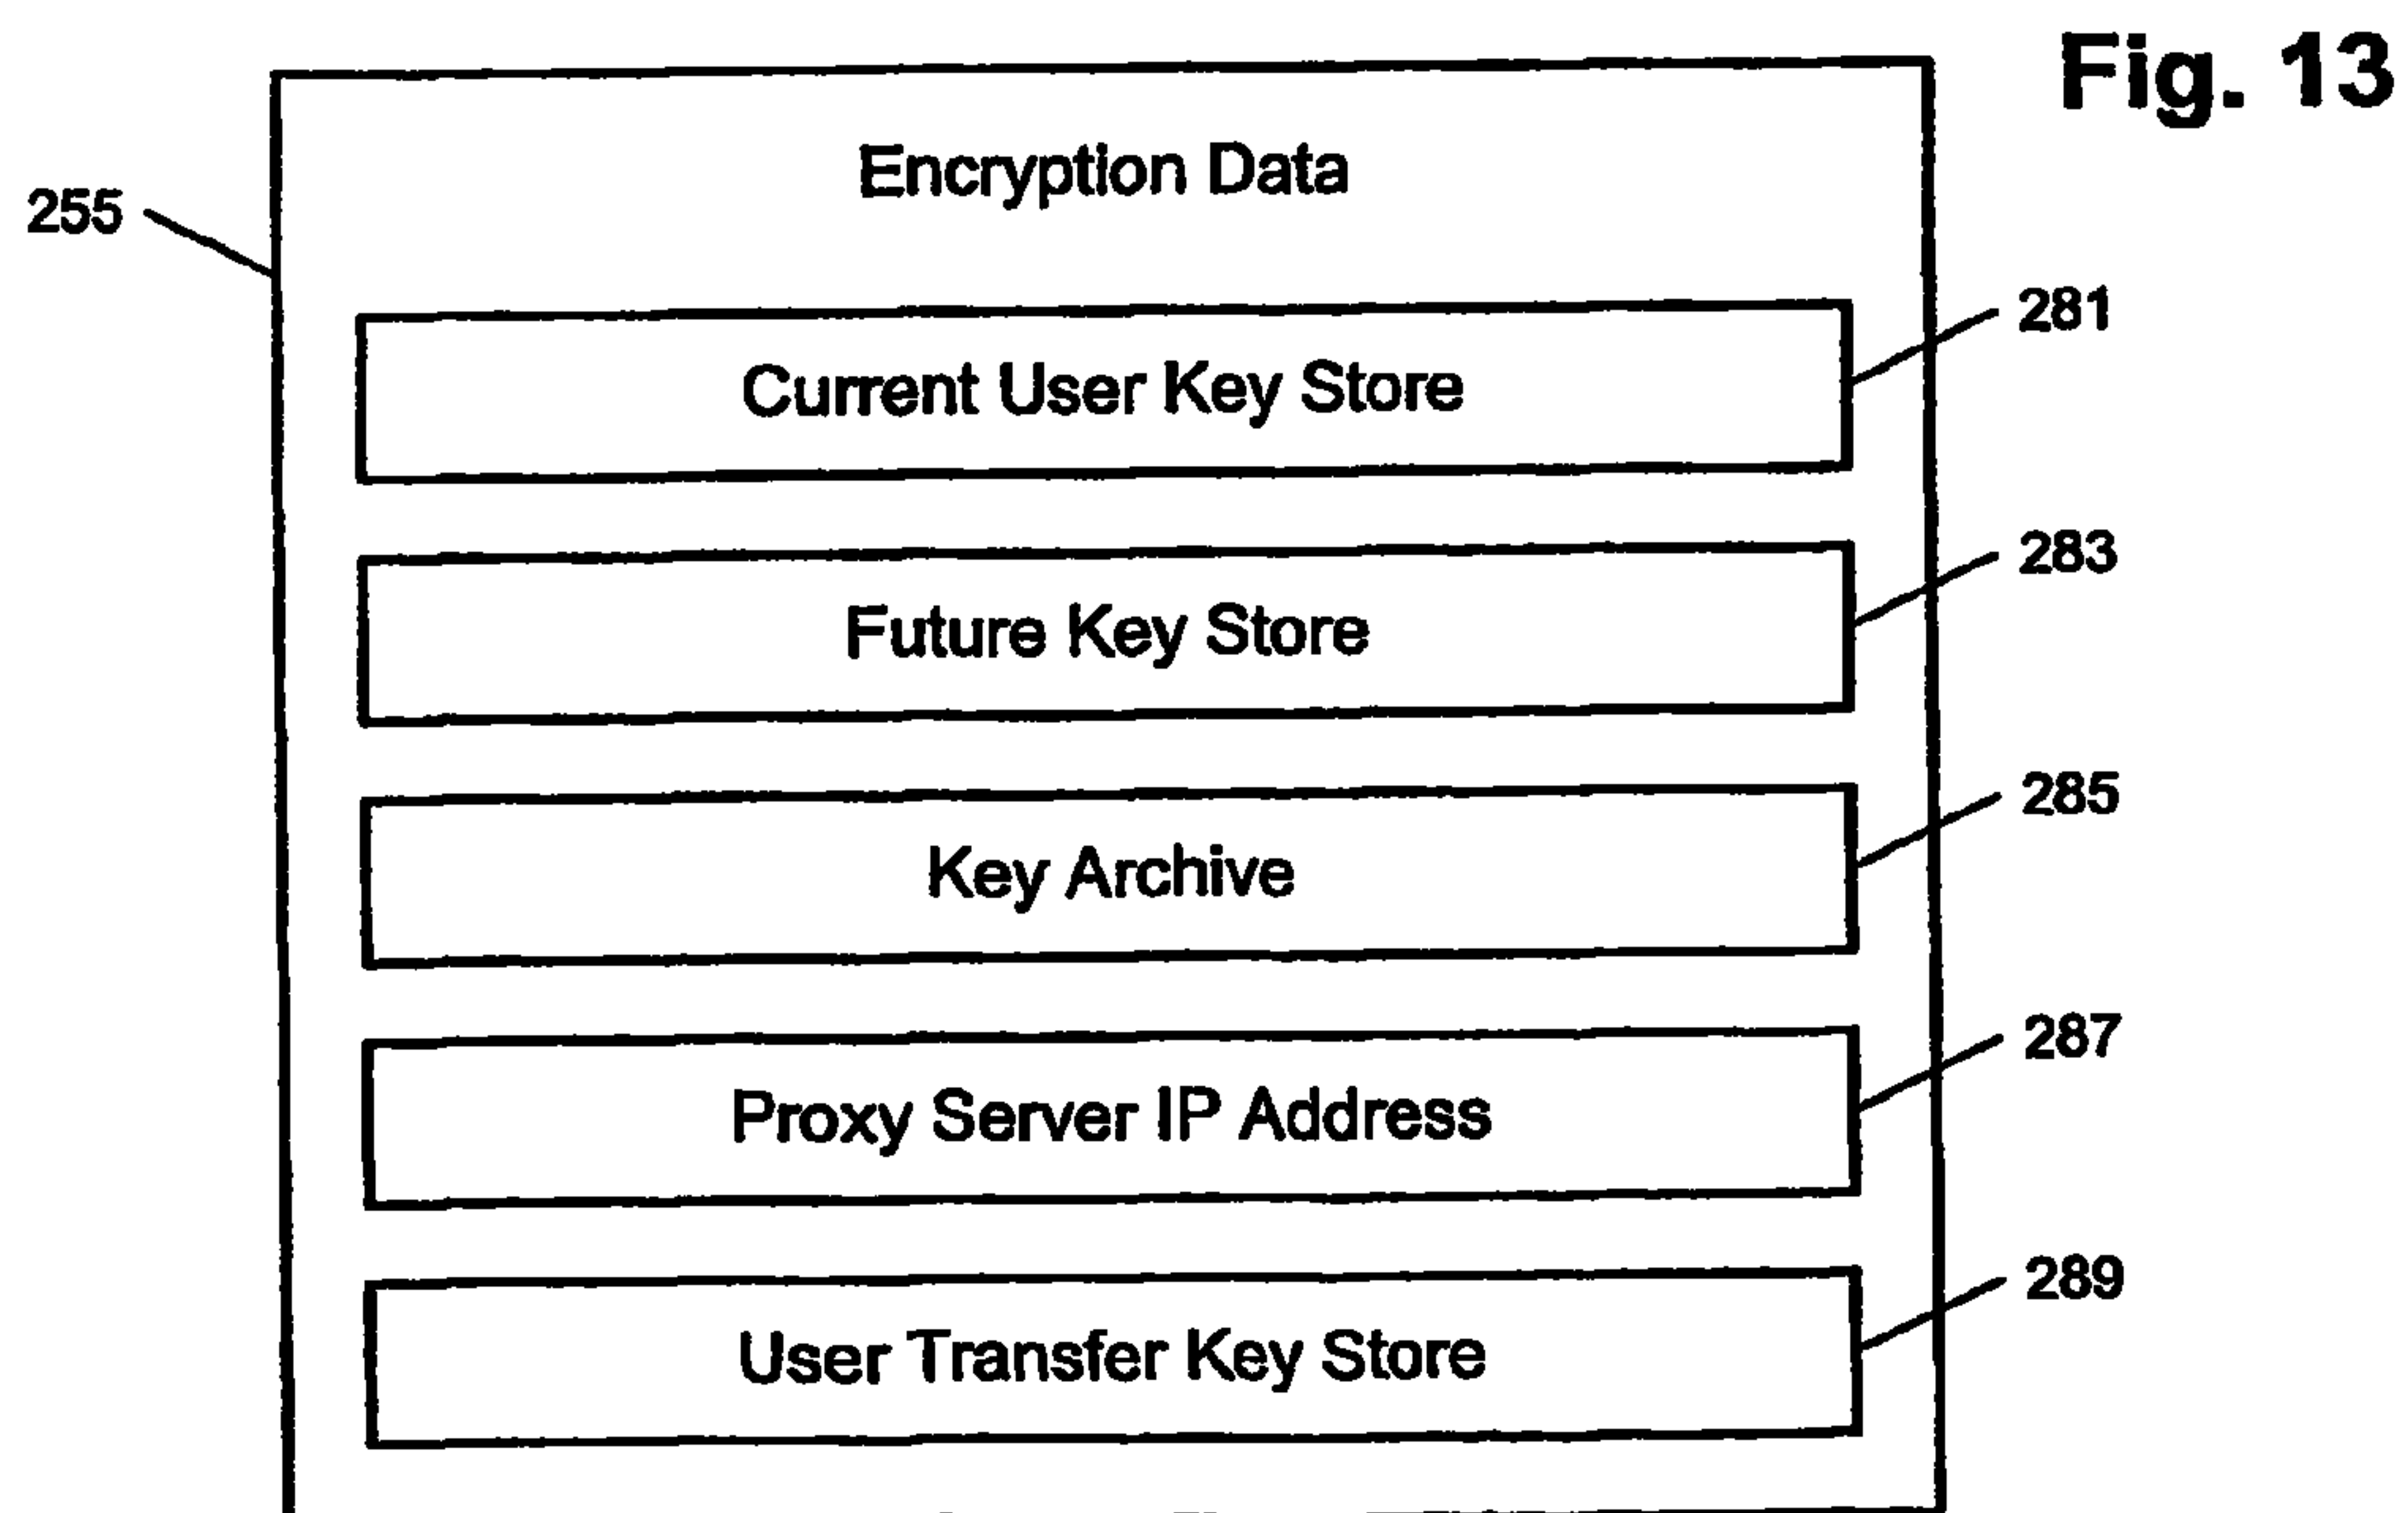 Fig. 13
Encryption Data
255
Current User Key Store
281
Future Key Store
283
Key Archive
285
Proxy Server IP Address
287
User Transfer Key Store
289